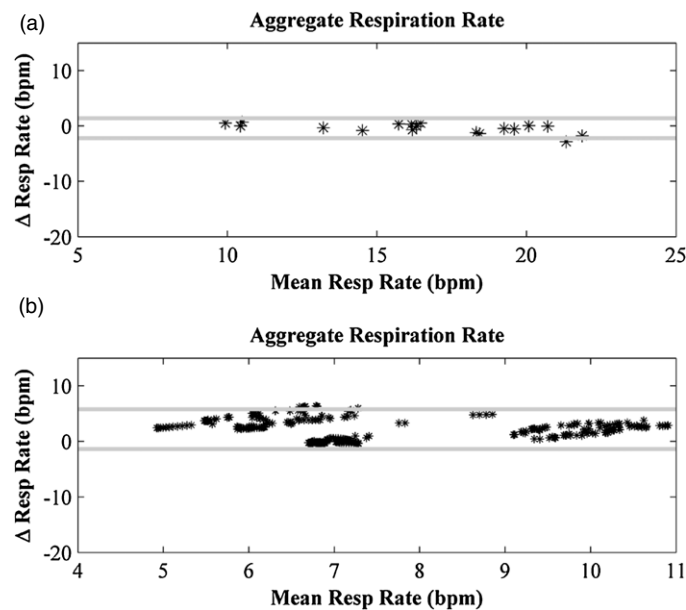 (a)
Aggregate Respiration Rate
10
0
-10
-20
Δ Resp Rate (bpm)
5 10 15 20 25
Mean Resp Rate (bpm)
(b)
Aggregate Respiration Rate
10
0
-10
-20
Δ Resp Rate (bpm)
4 5 6 7 8 9 10 11
Mean Resp Rate (bpm)